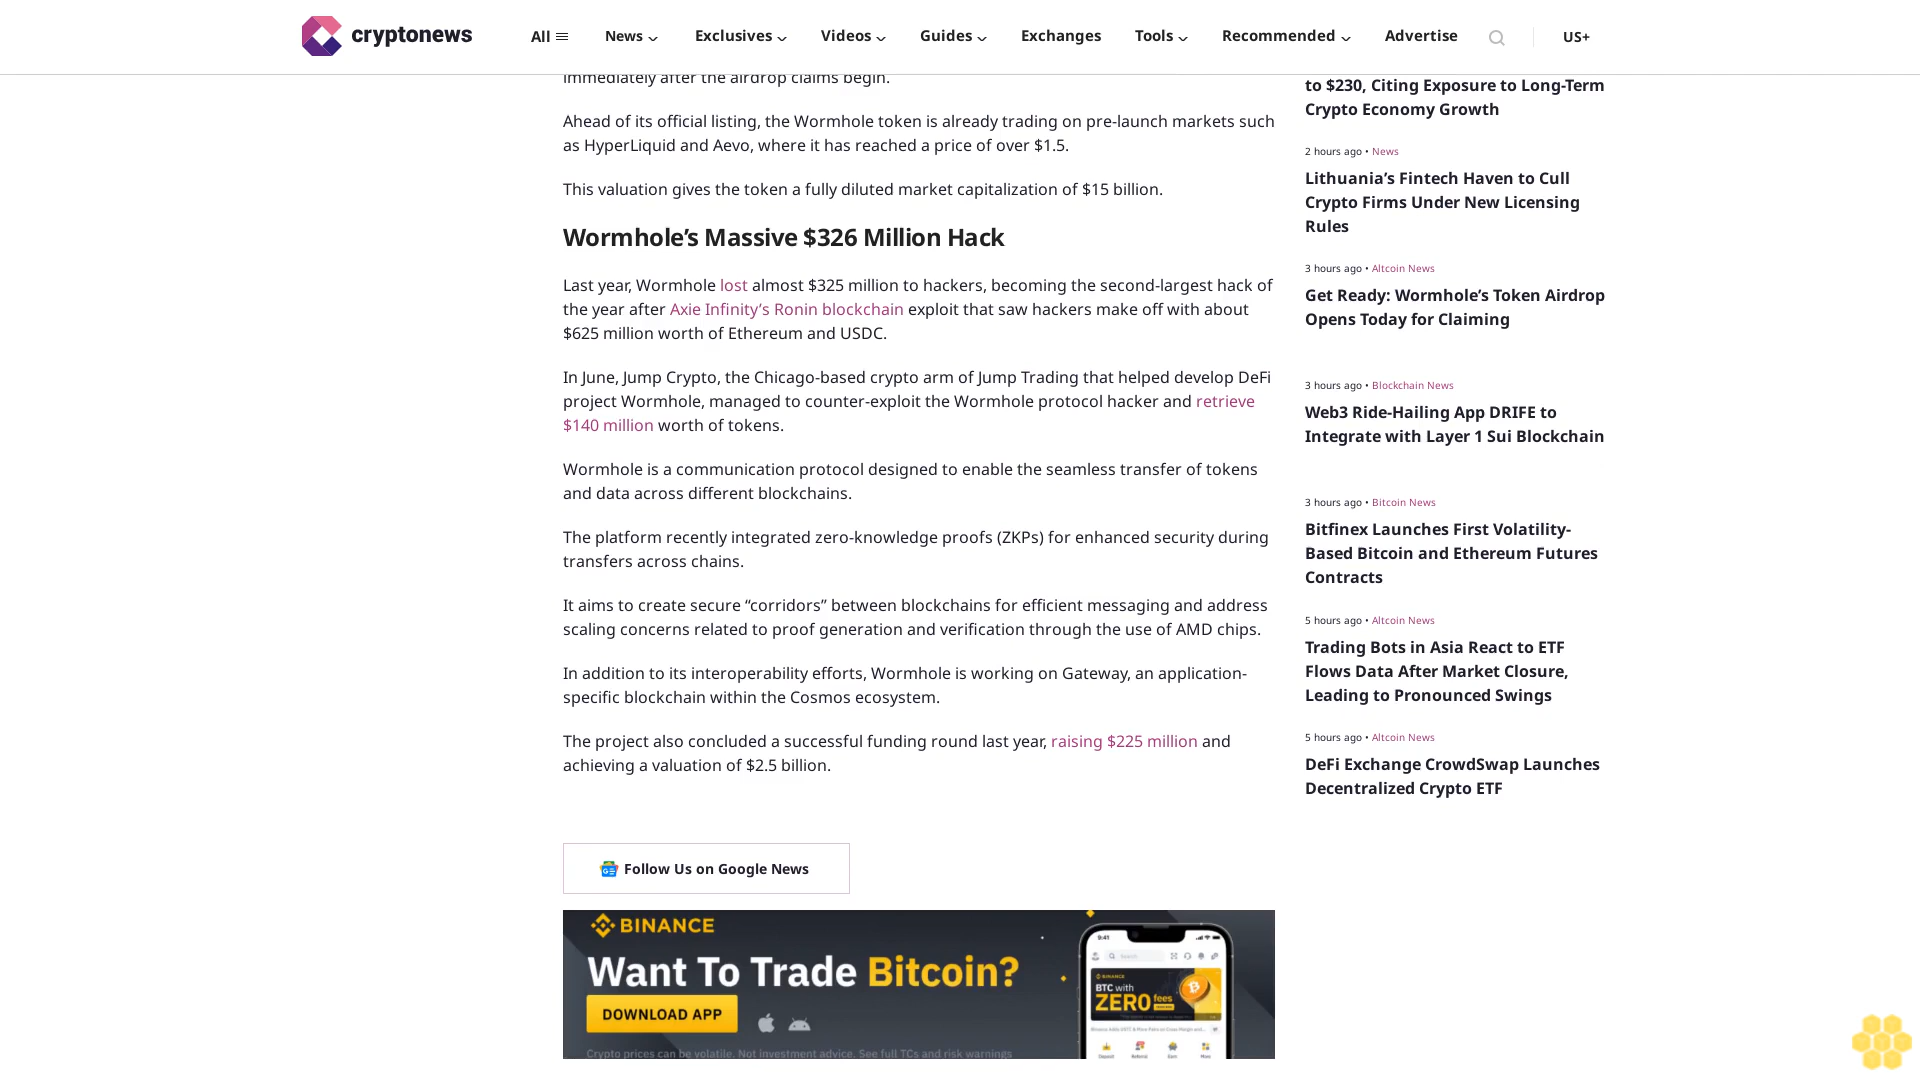 cryptonews
All
News
Exclusives
Videos
Guides
Exchanges
Tools
Recommended
Advertise
US+
immediately after the airdrop claims begin.
Ahead of its official listing, the Wormhole token is already trading on pre-launch markets such
as HyperLiquid and Aevo, where it has reached a price of over $1.5.
This valuation gives the token a fully diluted market capitalization of $15 billion.
Wormhole’s Massive $326 Million Hack
Last year, Wormhole lost almost $325 million to hackers, becoming the second-largest hack of
the year after Axie Infinity’s Ronin blockchain exploit that saw hackers make off with about
$625 million worth of Ethereum and USDC.
In June, Jump Crypto, the Chicago-based crypto arm of Jump Trading that helped develop DeFi
project Wormhole, managed to counter-exploit the Wormhole protocol hacker and retrieve
$140 million worth of tokens.
Wormhole is a communication protocol designed to enable the seamless transfer of tokens
and data across different blockchains.
The platform recently integrated zero-knowledge proofs (ZKPs) for enhanced security during
transfers across chains.
It aims to create secure “corridors” between blockchains for efficient messaging and address
scaling concerns related to proof generation and verification through the use of AMD chips.
In addition to its interoperability efforts, Wormhole is working on Gateway, an application-
specific blockchain within the Cosmos ecosystem.
The project also concluded a successful funding round last year, raising $225 million and
achieving a valuation of $2.5 billion.
Follow Us on Google News
BINANCE
Want To Trade Bitcoin?
DOWNLOAD APP
Crypto prices can be volatile. Not investment advice. See full TCs and risk warnings
9:41
Search
BINANCE
BTC with
ZERO fees
Deposit
Referral
Earn
More
to $230, Citing Exposure to Long-Term
Crypto Economy Growth
2 hours ago • News
Lithuania’s Fintech Haven to Cull
Crypto Firms Under New Licensing
Rules
3 hours ago • Altcoin News
Get Ready: Wormhole’s Token Airdrop
Opens Today for Claiming
3 hours ago • Blockchain News
Web3 Ride-Hailing App DRIFE to
Integrate with Layer 1 Sui Blockchain
3 hours ago • Bitcoin News
Bitfinex Launches First Volatility-
Based Bitcoin and Ethereum Futures
Contracts
5 hours ago • Altcoin News
Trading Bots in Asia React to ETF
Flows Data After Market Closure,
Leading to Pronounced Swings
5 hours ago • Altcoin News
DeFi Exchange CrowdSwap Launches
Decentralized Crypto ETF